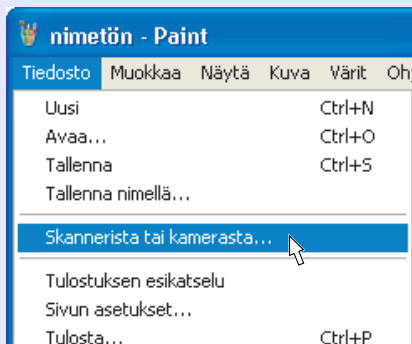 nimetön - Paint
Tiedosto Muokkaa Näytä Kuva Värit
Uusi Ctrl+N
Avaa... Ctrl+O
Tallenna Ctrl+S
Tallenna nimellä...
Skannerista tai kamerasta...
Tulostuksen esikatselu
Sivun asetukset...
Tulosta... Ctrl+P